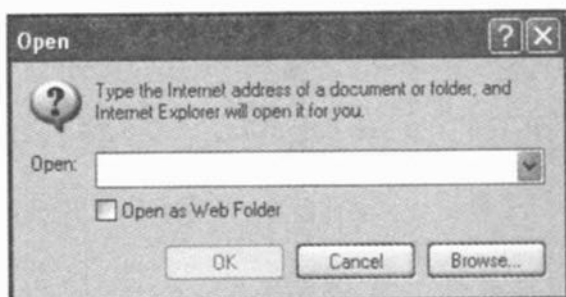 Open
Type the Internet address of a document or folder, and
Internet Explorer will open it for you.
Open:
Open as Web Folder
OK
Cancel
Browse...